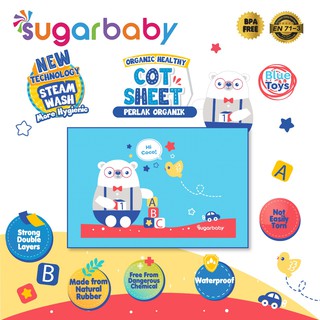 sugarbaby
BPA
FREE
EN 71-3
NEW
TECHNOLOGY
STEAM
WASH
More Hygienic
ORGANIC HEALTHY
COT
SHEET
PERLAK ORGANIK
Blue
Toys
Hi
Coco!
A
B
C
sugarbaby
Strong
Double
Layers
A
Not
Easily
Torn
B
Made from
Natural
Rubber
Free From
Dangerous
Chemical
Waterproof